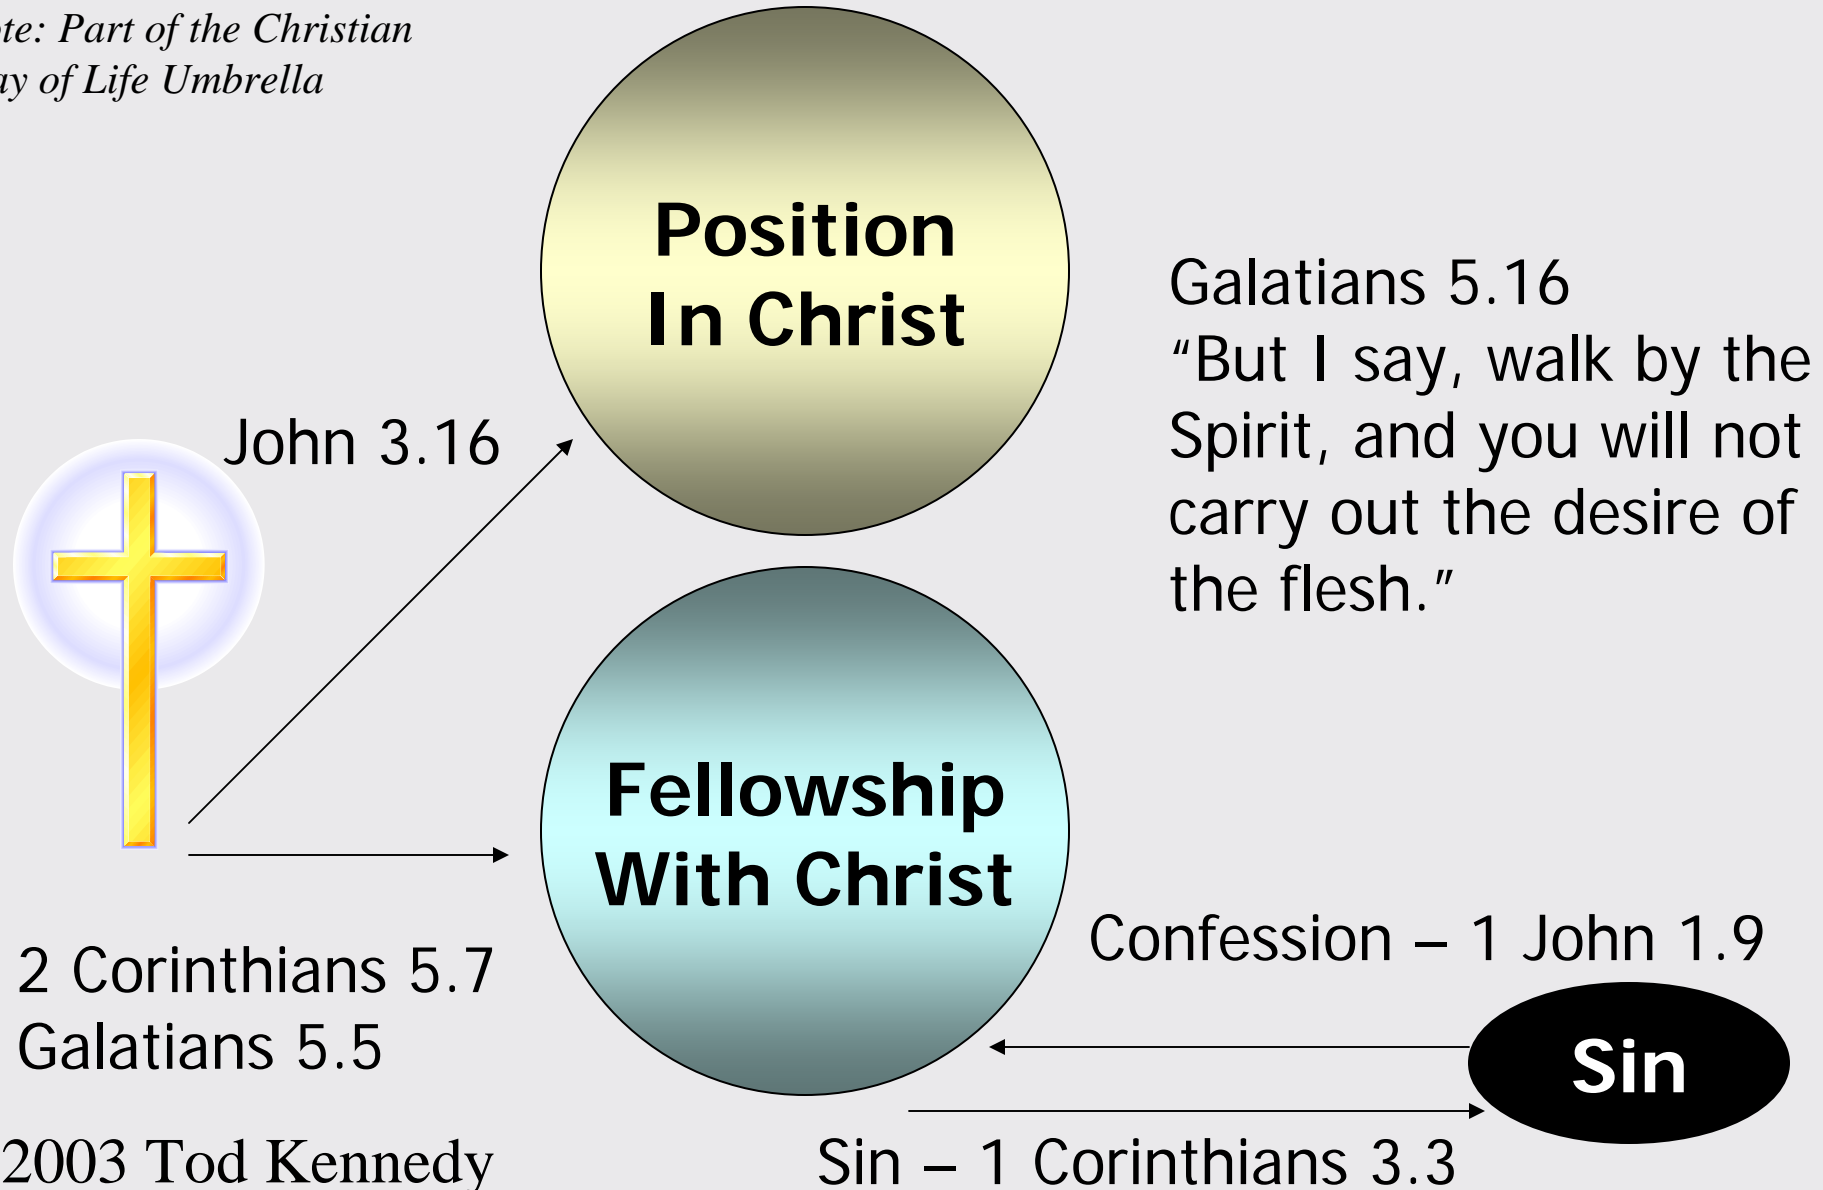 ote: Part of the Christian
ay of Life Umbrella
Position
In Christ
John 3.16
Galatians 5.16
“But I say, walk by the
Spirit, and you will not
carry out the desire of
the flesh.”
Fellowship
With Christ
2 Corinthians 5.7
Galatians 5.5
Confession – 1 John 1.9
Sin
Sin – 1 Corinthians 3.3
2003 Tod Kennedy